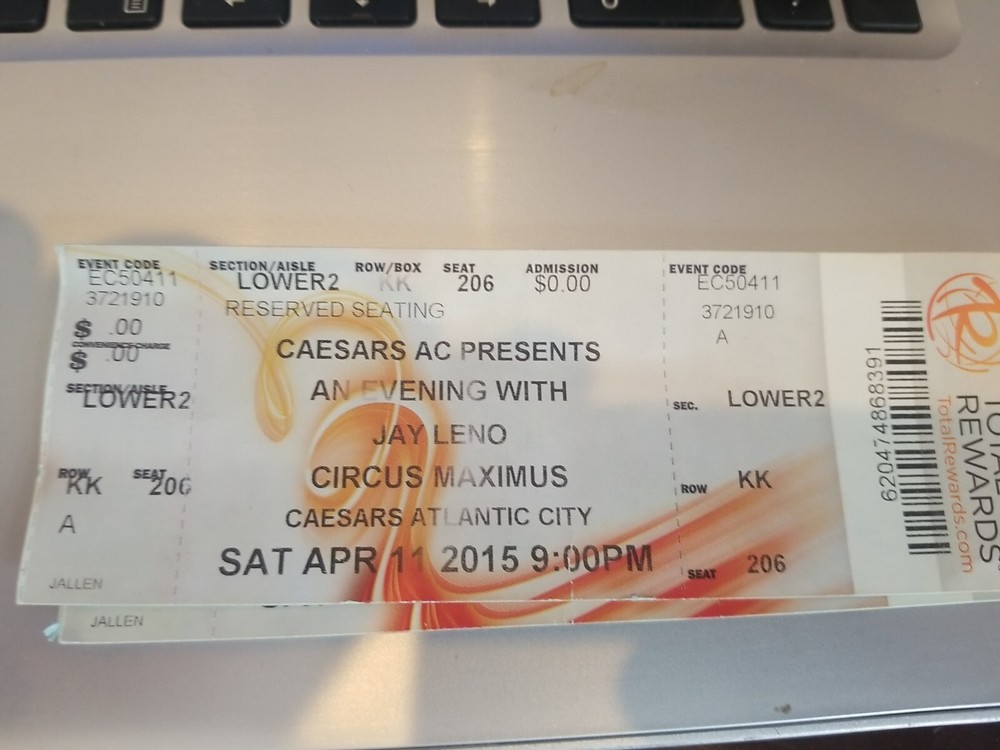 EVENT CODE
EC50411
3721910
$ .00
CONVENIENCE CHARGE
$ .00
SECTION/AISLE
LOWER2
ROW SEAT
KK 206
A
JALLEN
SECTION/AISLE ROW/BOX SEAT ADMISSION
LOWER2 KK 206 $0.00
RESERVED SEATING
CAESARS AC PRESENTS
AN EVENING WITH
JAY LENO
CIRCUS MAXIMUS
CAESARS ATLANTIC CITY
SAT APR 11 2015 9:00PM
EVENT CODE
EC50411
3721910
A
SEC. LOWER2
ROW KK
SEAT 206
620474868391
TR
TOTAL
REWARDS
TotalRewards.com
JALLEN